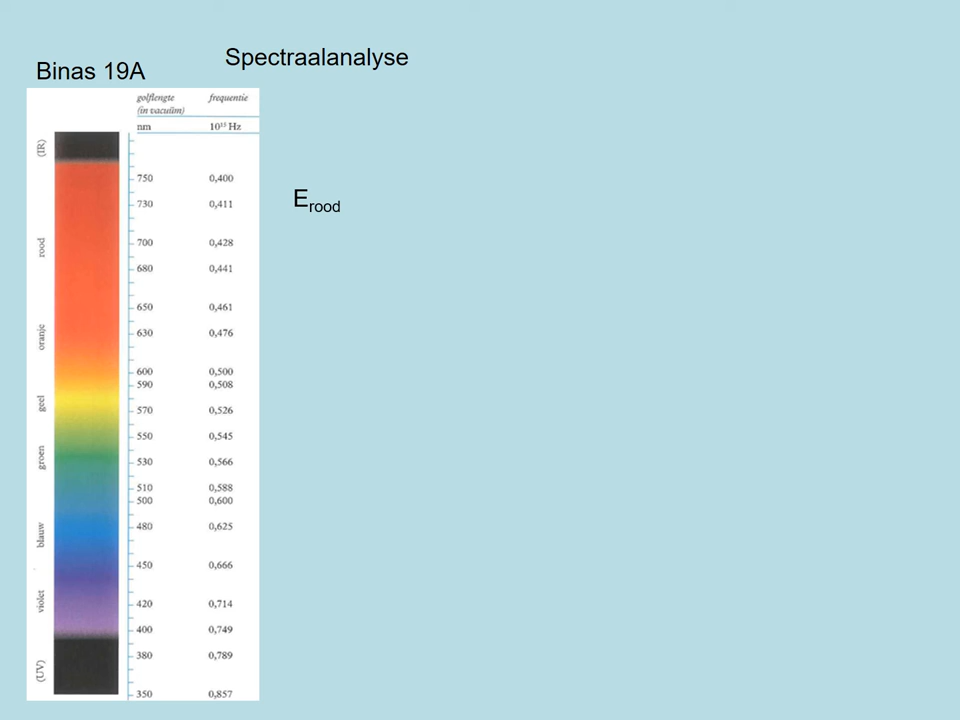 Spectraalanalyse
Binas 19A
golflengte frequentie
(in vacuüm)
nm 10¹⁵ Hz
(IR)
750 0,400
730 0,411
rood
700 0,428
680 0,441
650 0,461
oranje
630 0,476
600 0,500
590 0,508
geel
570 0,526
550 0,545
groen
530 0,566
510 0,588
500 0,600
blauw
480 0,625
450 0,666
violet
420 0,714
400 0,749
380 0,789
(UV)
350 0,857
E_rood